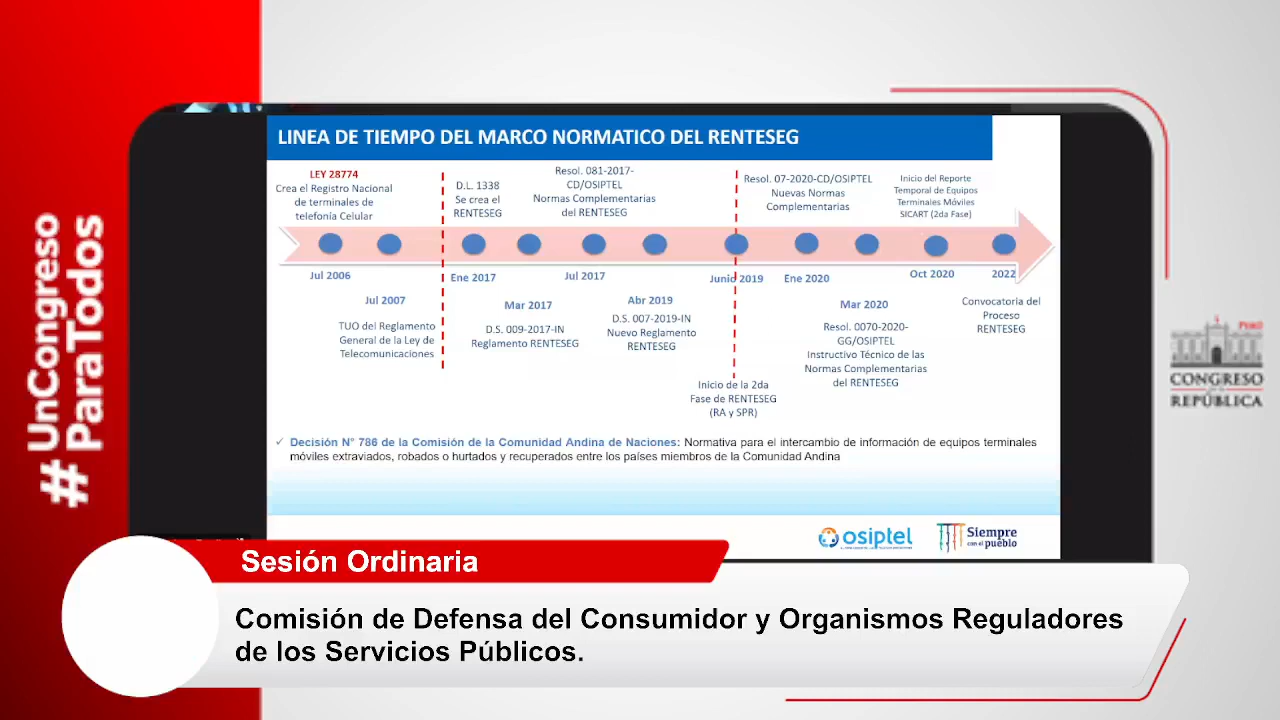 #UnCongreso
ParaTodos
LINEA DE TIEMPO DEL MARCO NORMATICO DEL RENTESEG
LEY 28774
Crea el Registro Nacional
de terminales de
telefonía Celular
D.L. 1338
Se crea el
RENTESEG
Resol. 081-2017-
CD/OSIPTEL
Normas Complementarias
del RENTESEG
Resol. 07-2020-CD/OSIPTEL
Nuevas Normas
Complementarias
Inicio del Reporte
Temporal de Equipos
Terminales Móviles
SICART (2da Fase)
Jul 2006
Ene 2017
Jul 2017
Junio 2019
Ene 2020
Oct 2020
2022
Jul 2007
TUO del Reglamento
General de la Ley de
Telecomunicaciones
Mar 2017
D.S. 009-2017-IN
Reglamento RENTESEG
Abr 2019
D.S. 007-2019-IN
Nuevo Reglamento
RENTESEG
Inicio de la 2da
Fase de RENTESEG
(RA y SPR)
Mar 2020
Resol. 0070-2020-
GG/OSIPTEL
Instructivo Técnico de las
Normas Complementarias
del RENTESEG
Convocatoria del
Proceso
RENTESEG
✓ Decisión N° 786 de la Comisión de la Comunidad Andina de Naciones: Normativa para el intercambio de información de equipos terminales
móviles extraviados, robados o hurtados y recuperados entre los países miembros de la Comunidad Andina
osiptel
Siempre
con el pueblo
PERÚ
CONGRESO
REPÚBLICA
Sesión Ordinaria
Comisión de Defensa del Consumidor y Organismos Reguladores
de los Servicios Públicos.